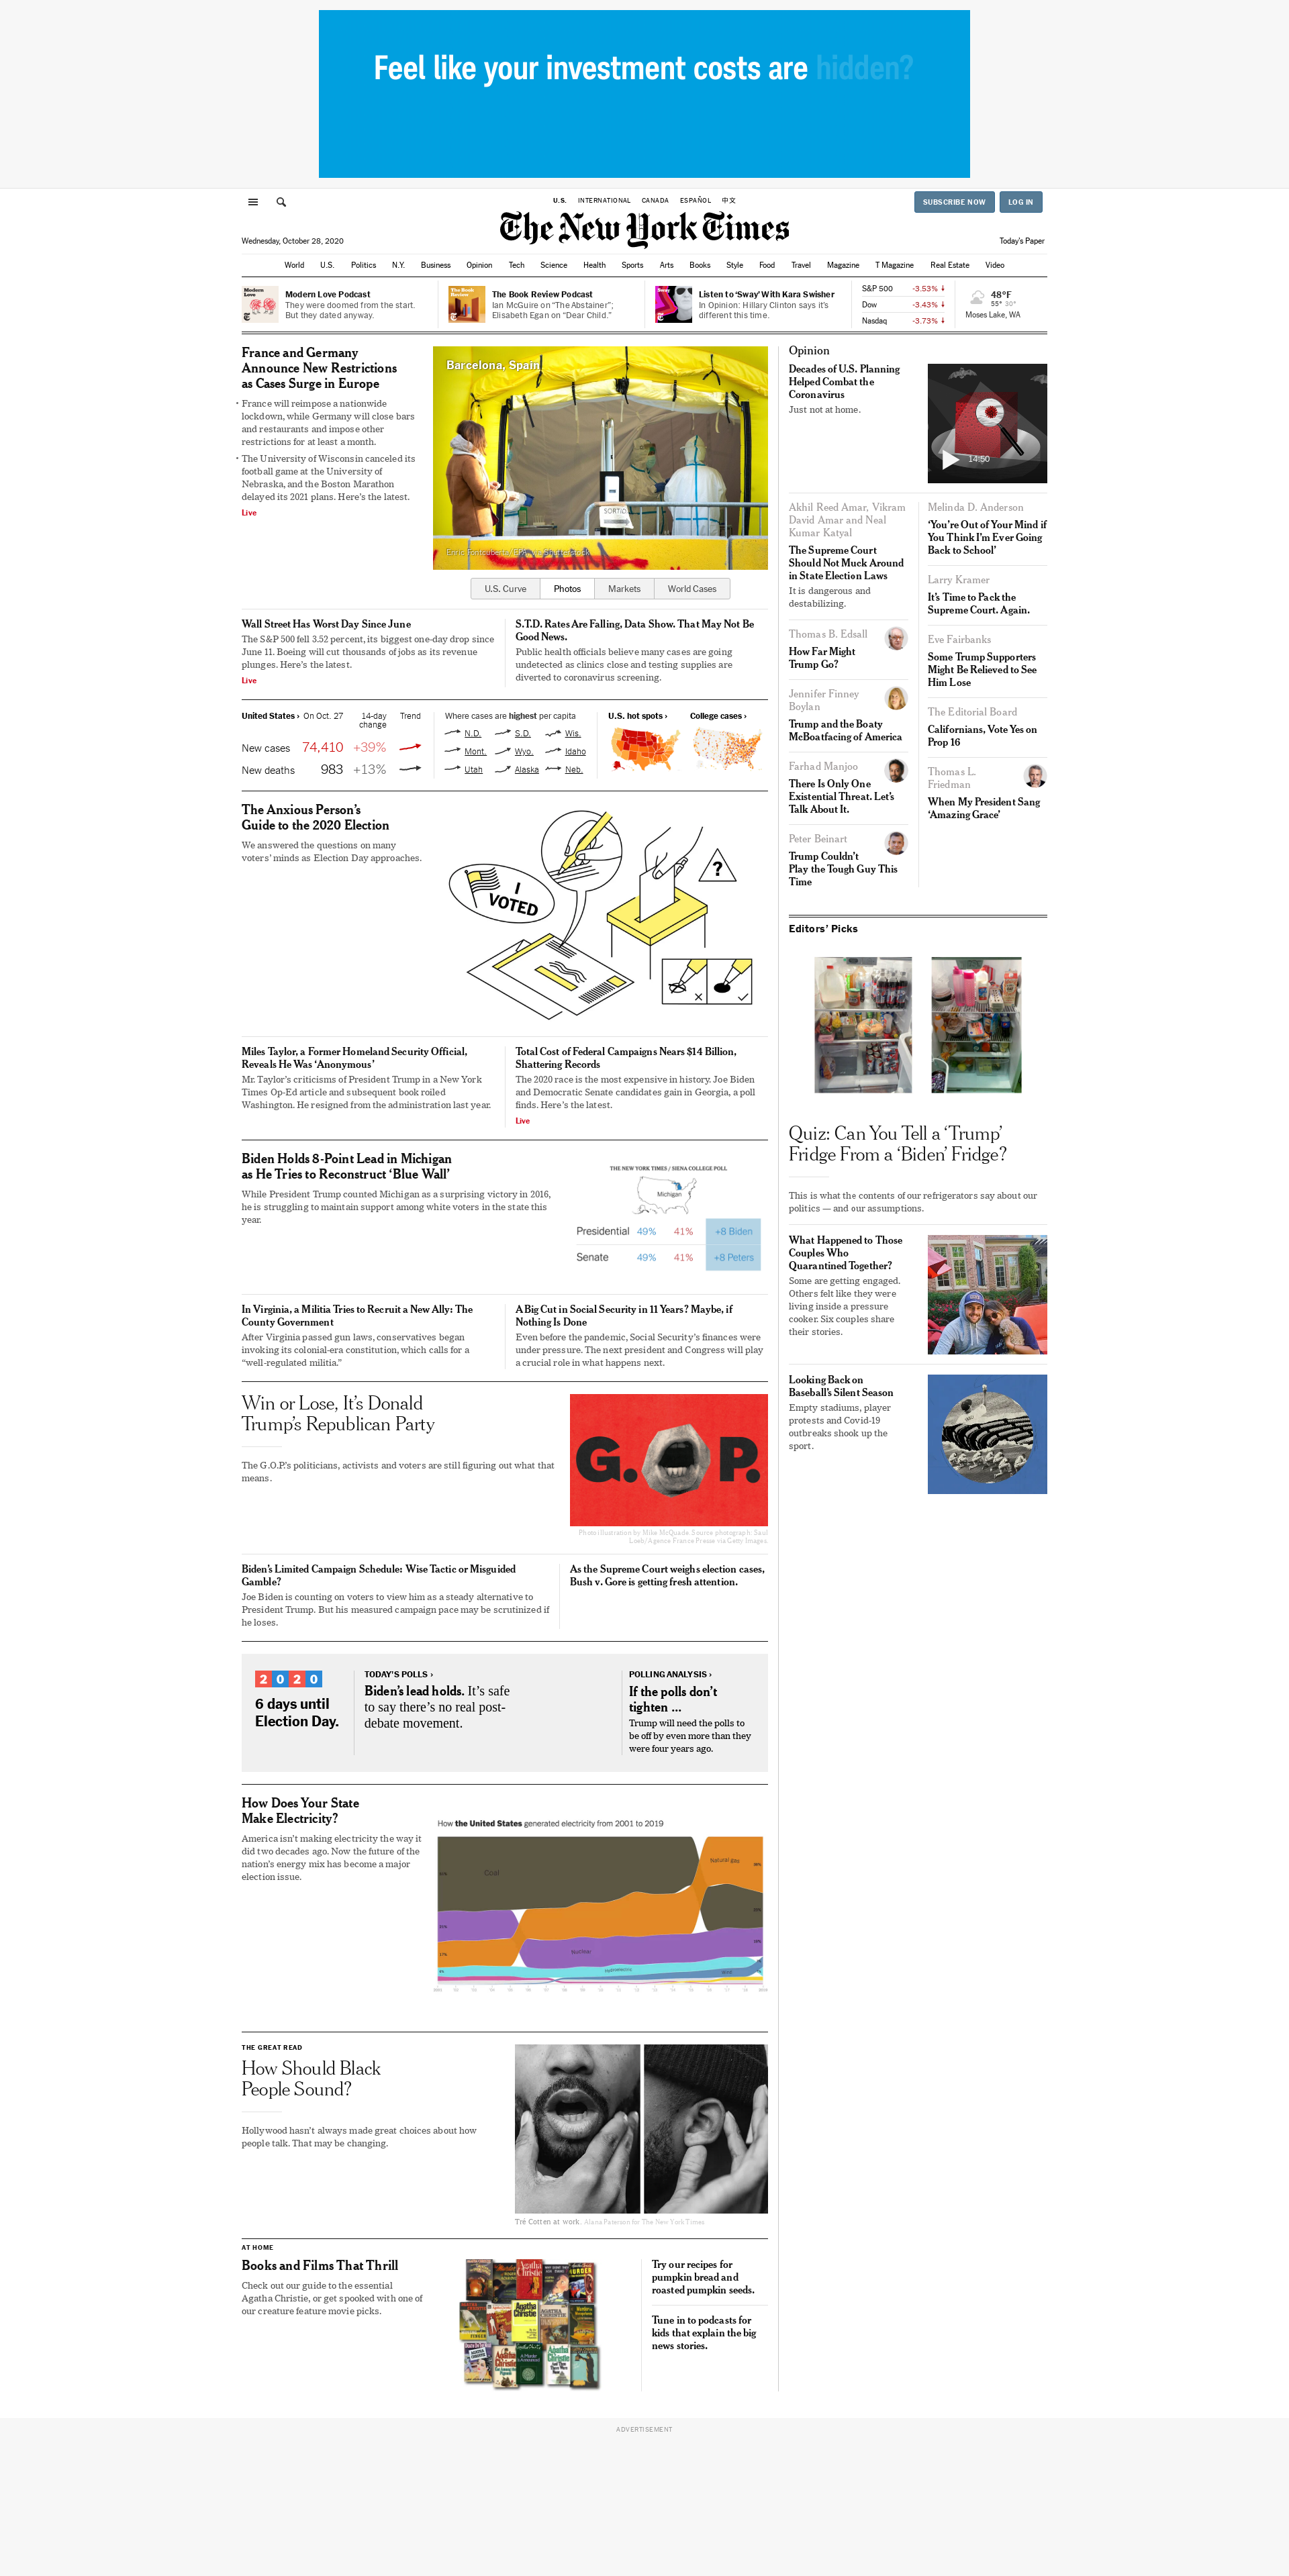 Feel like your investment costs are hidden?
U.S. INTERNATIONAL CANADA ESPAÑOL 中文
SUBSCRIBE NOW LOG IN
The New York Times
Wednesday, October 28, 2020
Today's Paper
World U.S. Politics N.Y. Business Opinion Tech Science Health Sports Arts Books Style Food Travel Magazine T Magazine Real Estate Video
Modern Love Podcast
They were doomed from the start.
But they dated anyway.
The Book Review Podcast
Ian McGuire on “The Abstainer”;
Elisabeth Egan on “Dear Child.”
Listen to ‘Sway’ With Kara Swisher
In Opinion: Hillary Clinton says it's
different this time.
S&P 500 -3.53%
Dow -3.43%
Nasdaq -3.73%
48°F
55° 30°
Moses Lake, WA
France and Germany
Announce New Restrictions
as Cases Surge in Europe
• France will reimpose a nationwide
lockdown, while Germany will close bars
and restaurants and impose other
restrictions for at least a month.
• The University of Wisconsin canceled its
football game at the University of
Nebraska, and the Boston Marathon
delayed its 2021 plans. Here's the latest.
Live
Barcelona, Spain
U.S. Curve Photos Markets World Cases
Wall Street Has Worst Day Since June
The S&P 500 fell 3.52 percent, its biggest one-day drop since
June 11. Boeing will cut thousands of jobs as its revenue
plunges. Here's the latest.
Live
S.T.D. Rates Are Falling, Data Show. That May Not Be
Good News.
Public health officials believe many cases are going
undetected as clinics close and testing supplies are
diverted to coronavirus screening.
United States › On Oct. 27 14-day
change Trend
New cases 74,410 +39%
New deaths 983 +13%
Where cases are highest per capita
N.D. S.D. Wis.
Mont. Wyo. Idaho
Utah Alaska Neb.
U.S. hot spots › College cases ›
The Anxious Person's
Guide to the 2020 Election
We answered the questions on many
voters' minds as Election Day approaches.
I
VOTED
?
Miles Taylor, a Former Homeland Security Official,
Reveals He Was ‘Anonymous’
Mr. Taylor's criticisms of President Trump in a New York
Times Op-Ed article and subsequent book roiled
Washington. He resigned from the administration last year.
Total Cost of Federal Campaigns Nears $14 Billion,
Shattering Records
The 2020 race is the most expensive in history. Joe Biden
and Democratic Senate candidates gain in Georgia, a poll
finds. Here's the latest.
Live
Biden Holds 8-Point Lead in Michigan
as He Tries to Reconstruct ‘Blue Wall’
While President Trump counted Michigan as a surprising victory in 2016,
he is struggling to maintain support among white voters in the state this
year.
THE NEW YORK TIMES / SIENA COLLEGE POLL
Michigan
Presidential 49% 41% +8 Biden
Senate 49% 41% +8 Peters
In Virginia, a Militia Tries to Recruit a New Ally: The
County Government
After Virginia passed gun laws, conservatives began
invoking its colonial-era constitution, which calls for a
“well-regulated militia.”
A Big Cut in Social Security in 11 Years? Maybe, if
Nothing Is Done
Even before the pandemic, Social Security's finances were
under pressure. The next president and Congress will play
a crucial role in what happens next.
Win or Lose, It's Donald
Trump's Republican Party
The G.O.P.'s politicians, activists and voters are still figuring out what that
means.
G. P.
Photo illustration by Mike McQuade. Source photograph: Saul
Loeb/Agence France Presse via Getty Images.
Biden's Limited Campaign Schedule: Wise Tactic or Misguided
Gamble?
Joe Biden is counting on voters to view him as a steady alternative to
President Trump. But his measured campaign pace may be scrutinized if
he loses.
As the Supreme Court weighs election cases,
Bush v. Gore is getting fresh attention.
2020
6 days until
Election Day.
TODAY'S POLLS ›
Biden's lead holds. It's safe
to say there's no real post-
debate movement.
POLLING ANALYSIS ›
If the polls don't
tighten ...
Trump will need the polls to
be off by even more than they
were four years ago.
How Does Your State
Make Electricity?
America isn't making electricity the way it
did two decades ago. Now the future of the
nation's energy mix has become a major
election issue.
How the United States generated electricity from 2001 to 2019
Coal
Natural gas
Nuclear
Hydroelectric
Wind
THE GREAT READ
How Should Black
People Sound?
Hollywood hasn't always made great choices about how
people talk. That may be changing.
Tré Cotten at work. Alana Paterson for The New York Times
AT HOME
Books and Films That Thrill
Check out our guide to the essential
Agatha Christie, or get spooked with one of
our creature feature movie picks.
Try our recipes for
pumpkin bread and
roasted pumpkin seeds.
Tune in to podcasts for
kids that explain the big
news stories.
Opinion
Decades of U.S. Planning
Helped Combat the
Coronavirus
Just not at home.
14:50
Akhil Reed Amar, Vikram
David Amar and Neal
Kumar Katyal
The Supreme Court
Should Not Muck Around
in State Election Laws
It is dangerous and
destabilizing.
Thomas B. Edsall
How Far Might
Trump Go?
Jennifer Finney
Boylan
Trump and the Boaty
McBoatfacing of America
Farhad Manjoo
There Is Only One
Existential Threat. Let's
Talk About It.
Peter Beinart
Trump Couldn't
Play the Tough Guy This
Time
Melinda D. Anderson
‘You're Out of Your Mind if
You Think I'm Ever Going
Back to School’
Larry Kramer
It's Time to Pack the
Supreme Court. Again.
Eve Fairbanks
Some Trump Supporters
Might Be Relieved to See
Him Lose
The Editorial Board
Californians, Vote Yes on
Prop 16
Thomas L.
Friedman
When My President Sang
‘Amazing Grace’
Editors' Picks
Quiz: Can You Tell a ‘Trump’
Fridge From a ‘Biden’ Fridge?
This is what the contents of our refrigerators say about our
politics — and our assumptions.
What Happened to Those
Couples Who
Quarantined Together?
Some are getting engaged.
Others felt like they were
living inside a pressure
cooker. Six couples share
their stories.
Looking Back on
Baseball's Silent Season
Empty stadiums, player
protests and Covid-19
outbreaks shook up the
sport.
ADVERTISEMENT